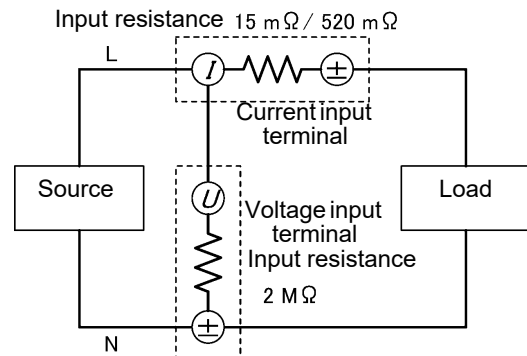 Input resistance 15 mΩ/ 520 mΩ
L
I
±
Current input
terminal
Source
Load
U
Voltage input
terminal
Input resistance
2 MΩ
±
N